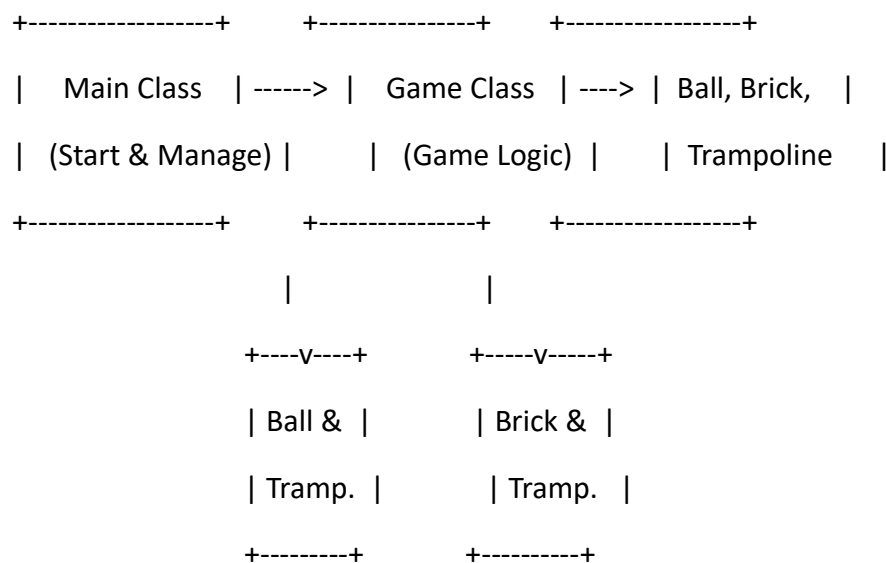 +------------------+ +----------------+ +------------------+
| Main Class | ------> | Game Class | ----> | Ball, Brick, |
| (Start & Manage) | | (Game Logic) | | Trampoline |
+-------------------+ +----------------+ +------------------+
| |
+----v----+ +-----v-----+
| Ball & | | Brick & |
| Tramp. | | Tramp. |
+---------+ +----------+